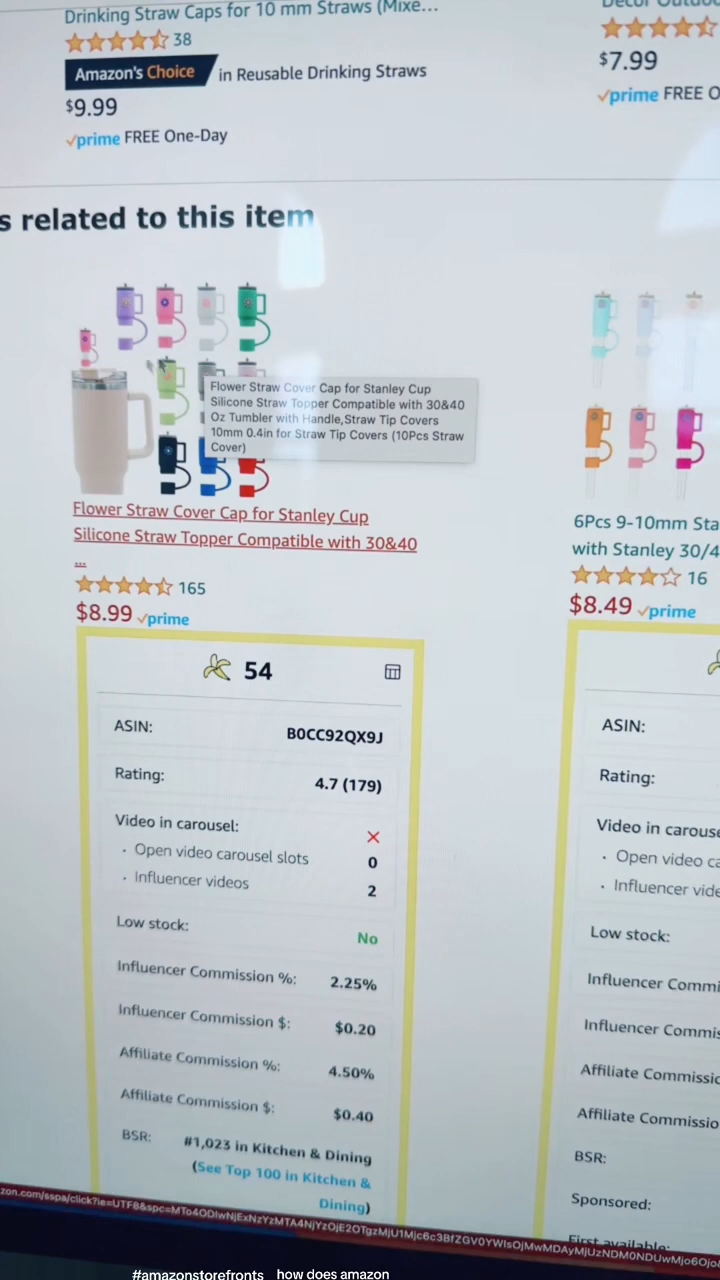 Drinking Straw Caps for 10 mm Straws (Mixe...
38
Amazon's Choice in Reusable Drinking Straws
$9.99
prime FREE One-Day
$7.99
prime FREE O
s related to this item
Flower Straw Cover Cap for Stanley Cup
Silicone Straw Topper Compatible with 30&40
Oz Tumbler with Handle,Straw Tip Covers
10mm 0.4in for Straw Tip Covers (10Pcs Straw
Cover)
Flower Straw Cover Cap for Stanley Cup
Silicone Straw Topper Compatible with 30&40
...
165
$8.99 prime
6Pcs 9-10mm Sta
with Stanley 30/4
16
$8.49 prime
54
ASIN: B0CC92QX9J
Rating: 4.7 (179)
Video in carousel:
· Open video carousel slots 0
· Influencer videos 2
Low stock: No
Influencer Commission %: 2.25%
Influencer Commission $: $0.20
Affiliate Commission %: 4.50%
Affiliate Commission $: $0.40
BSR: #1,023 in Kitchen & Dining
(See Top 100 in Kitchen &
Dining)
ASIN:
Rating:
Video in carouse
· Open video ca
· Influencer vide
Low stock:
Influencer Commi
Influencer Commis
Affiliate Commissic
Affiliate Commissio
BSR:
Sponsored:
First available:
#amazonstorefronts how does amazon